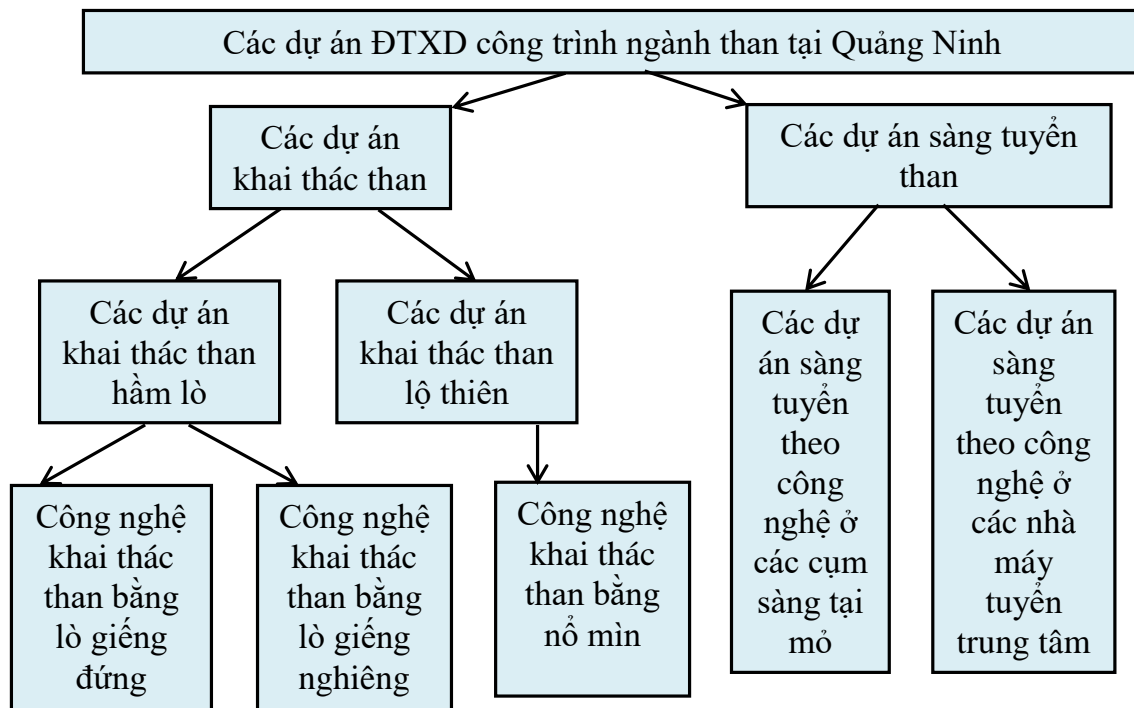 Các dự án ĐTXD công trình ngành than tại Quảng Ninh
Các dự án
khai thác than
Các dự án sàng tuyển
than
Các dự án
khai thác than
hầm lò
Các dự án
khai thác than
lộ thiên
Các dự
án sàng
tuyển
theo
công
nghệ ở
các cụm
sàng tại
mỏ
Các dự án
sàng
tuyển
theo công
nghệ ở
các nhà
máy
tuyển
trung tâm
Công nghệ
khai thác
than bằng
lò giếng
đứng
Công nghệ
khai thác
than bằng
lò giếng
nghiêng
Công nghệ
khai thác
than bằng
nổ mìn